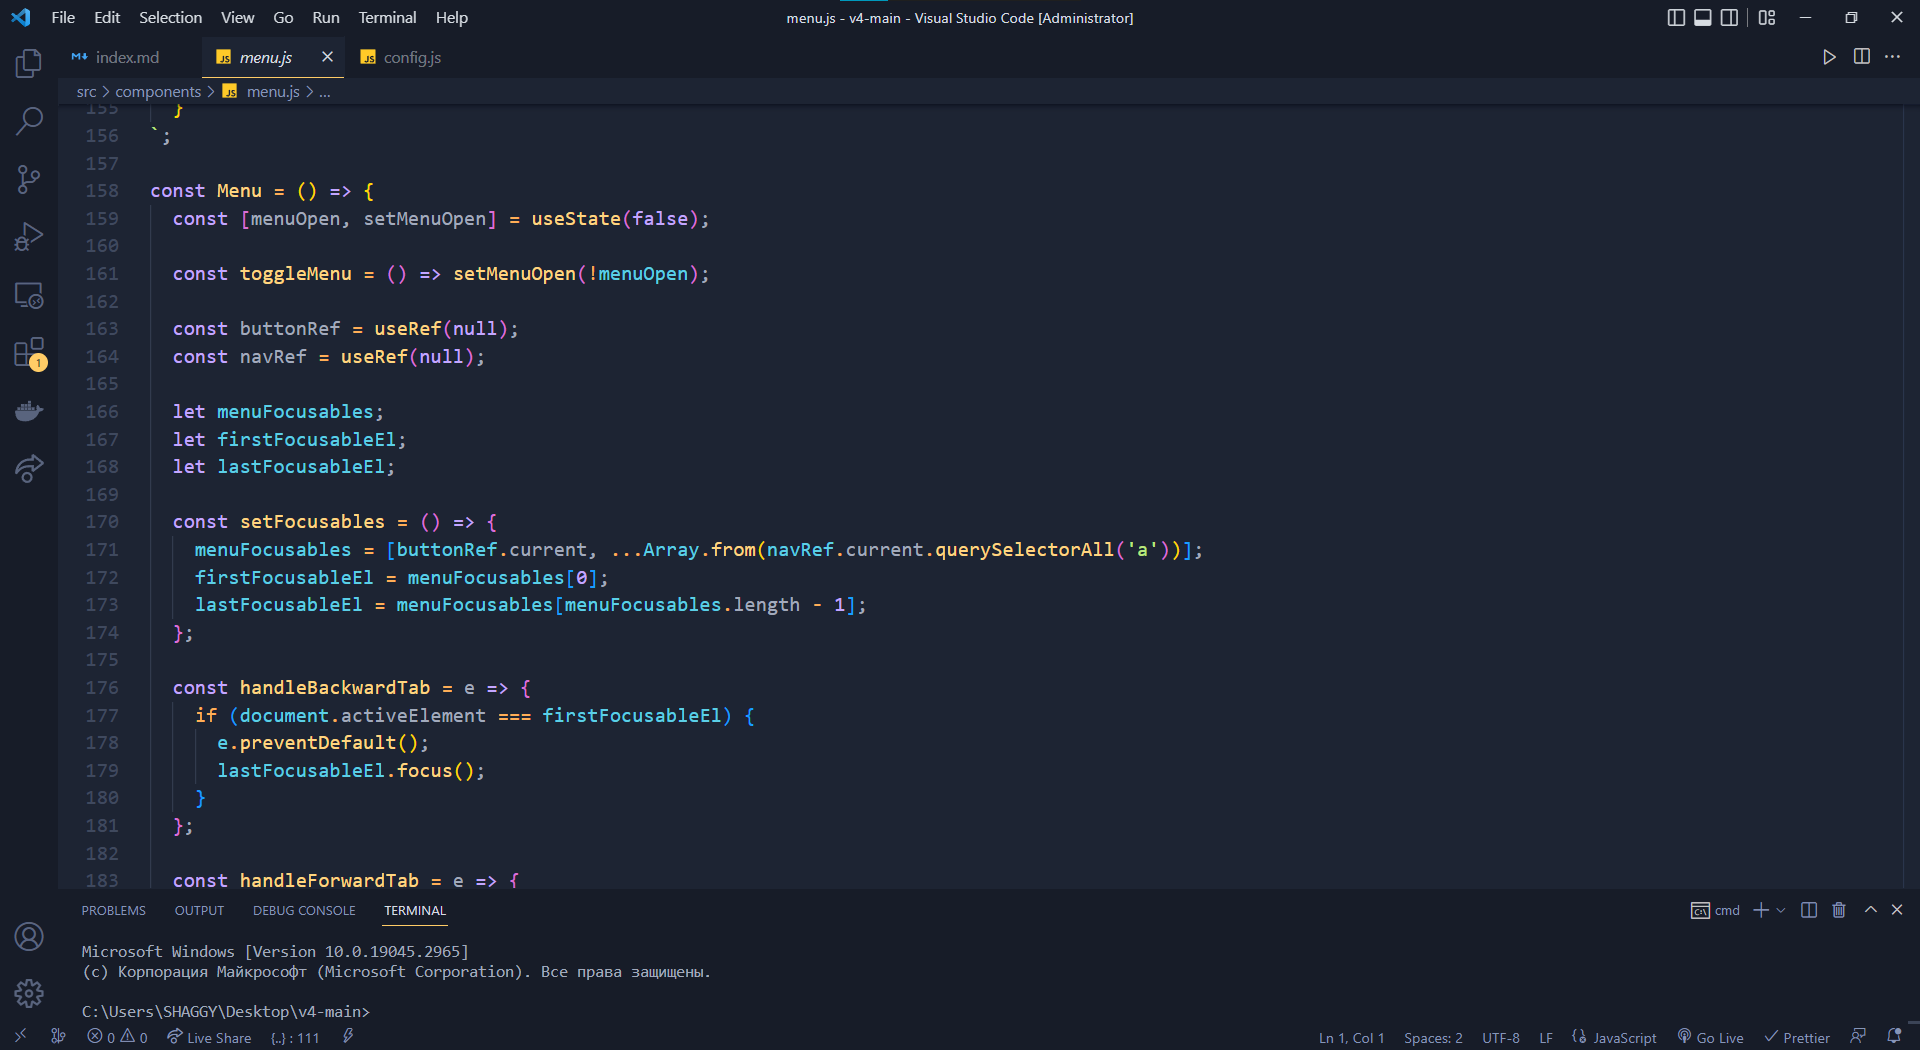 File Edit Selection View Go Run Terminal Help
menu.js - v4-main - Visual Studio Code [Administrator]
index.md
menu.js
config.js
src > components > JS menu.js > ...
155 }
156 `;
157
158 const Menu = () => {
159 const [menuOpen, setMenuOpen] = useState(false);
160
161 const toggleMenu = () => setMenuOpen(!menuOpen);
162
163 const buttonRef = useRef(null);
164 const navRef = useRef(null);
165
166 let menuFocusables;
167 let firstFocusableEl;
168 let lastFocusableEl;
169
170 const setFocusables = () => {
171 menuFocusables = [buttonRef.current, ...Array.from(navRef.current.querySelectorAll('a'))];
172 firstFocusableEl = menuFocusables[0];
173 lastFocusableEl = menuFocusables[menuFocusables.length - 1];
174 };
175
176 const handleBackwardTab = e => {
177 if (document.activeElement === firstFocusableEl) {
178 e.preventDefault();
179 lastFocusableEl.focus();
180 }
181 };
182
183 const handleForwardTab = e => {
1
PROBLEMS OUTPUT DEBUG CONSOLE TERMINAL
cmd
Microsoft Windows [Version 10.0.19045.2965]
(c) Корпорация Майкрософт (Microsoft Corporation). Все права защищены.
C:\Users\SHAGGY\Desktop\v4-main>
0 0 Live Share {..} : 111
Ln 1, Col 1 Spaces: 2 UTF-8 LF JavaScript Go Live Prettier